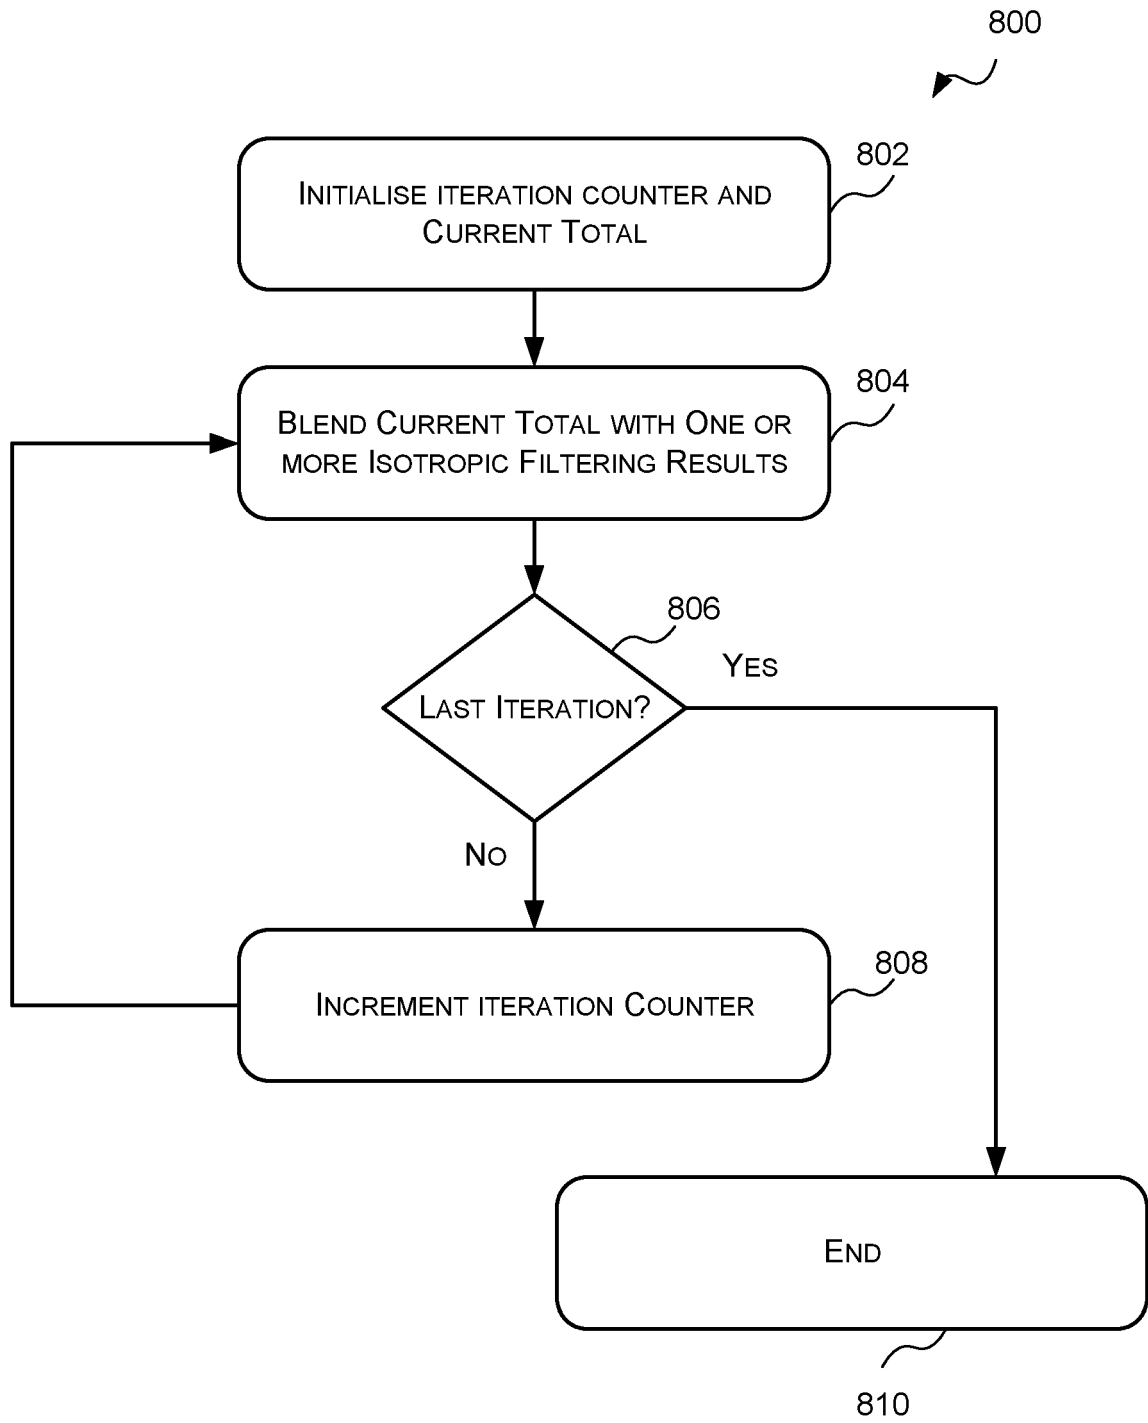 800
802
Initialise iteration counter and
Current Total
804
Blend Current Total with One or
more Isotropic Filtering Results
806
Yes
Last Iteration?
No
808
Increment iteration Counter
End
810